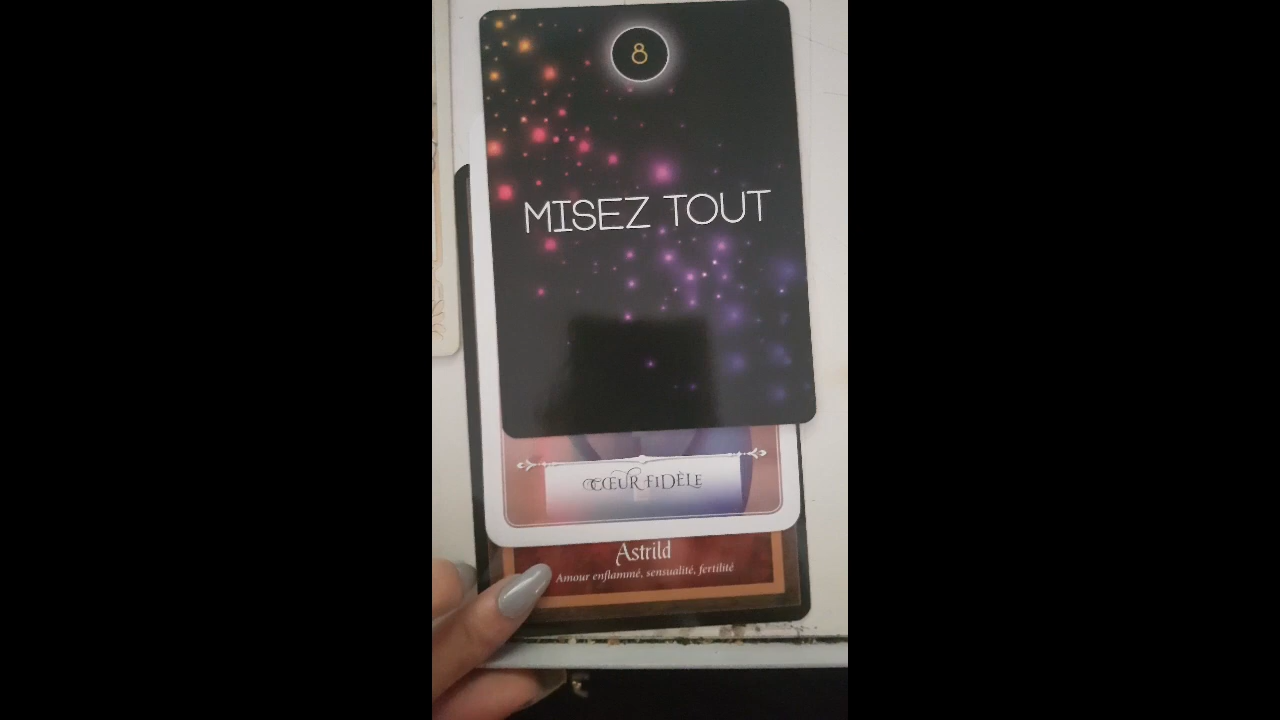 8
MISEZ TOUT
CŒUR FIDÈLE
Astrild
Amour enflammé, sensualité, fertilité